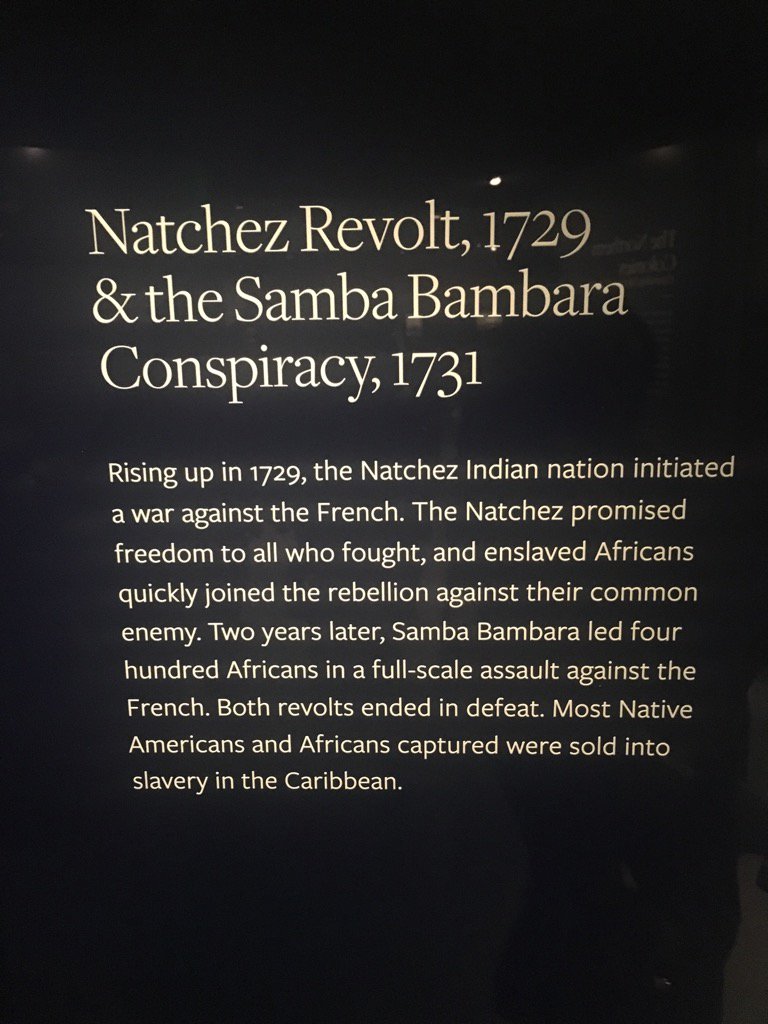 Natchez Revolt, 1729
& the Samba Bambara
Conspiracy, 1731
Rising up in 1729, the Natchez Indian nation initiated
a war against the French. The Natchez promised
freedom to all who fought, and enslaved Africans
quickly joined the rebellion against their common
enemy. Two years later, Samba Bambara led four
hundred Africans in a full-scale assault against the
French. Both revolts ended in defeat. Most Native
Americans and Africans captured were sold into
slavery in the Caribbean.